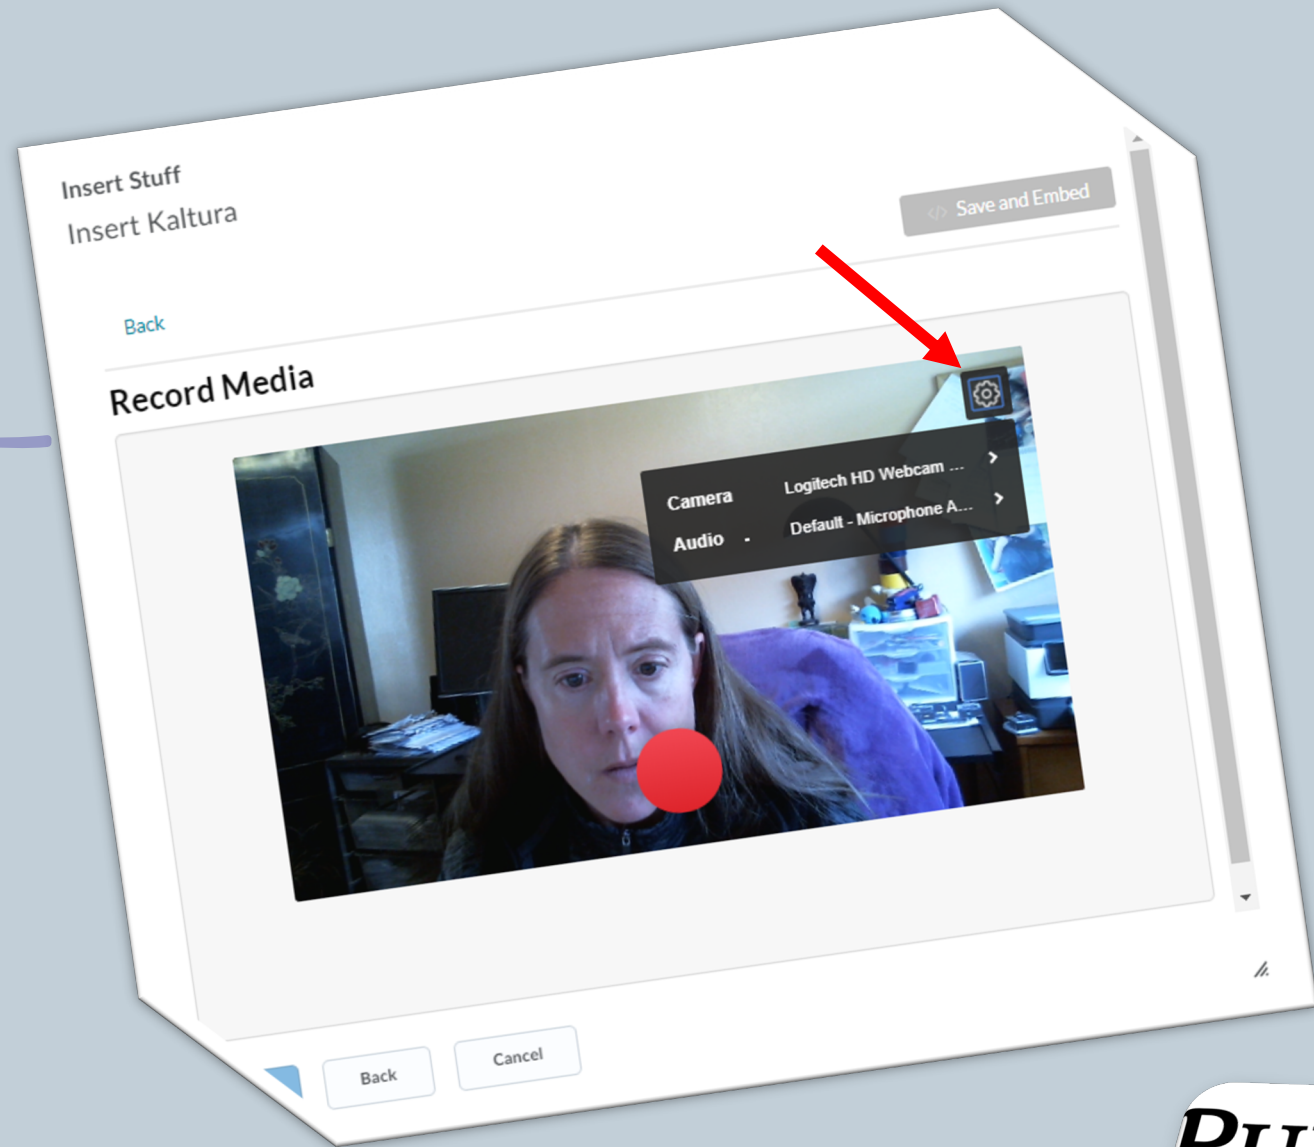 Insert Stuff
Insert Kaltura
Save and Embed
Back
Record Media
Camera Logitech HD Webcam ...
Audio Default - Microphone A...
Back
Cancel